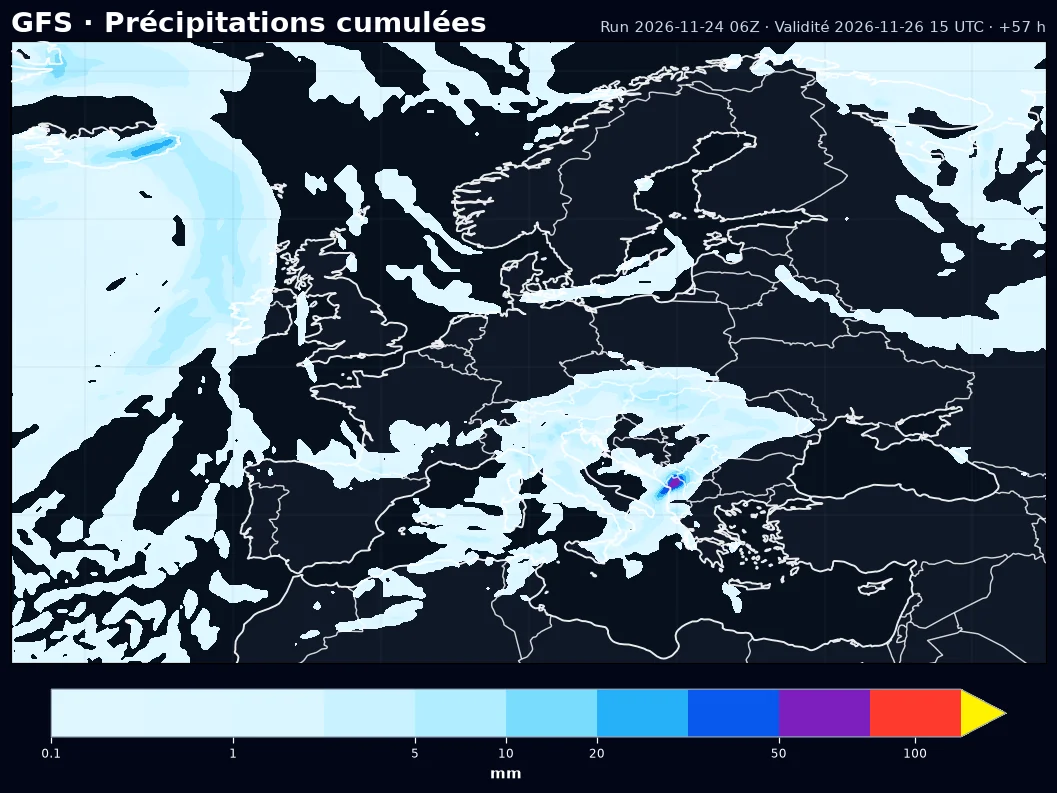 GFS · Précipitations cumulées
Run 2026-11-24 06Z · Validité 2026-11-26 15 UTC · +57 h
0.1 1 5 10 20 50 100
mm